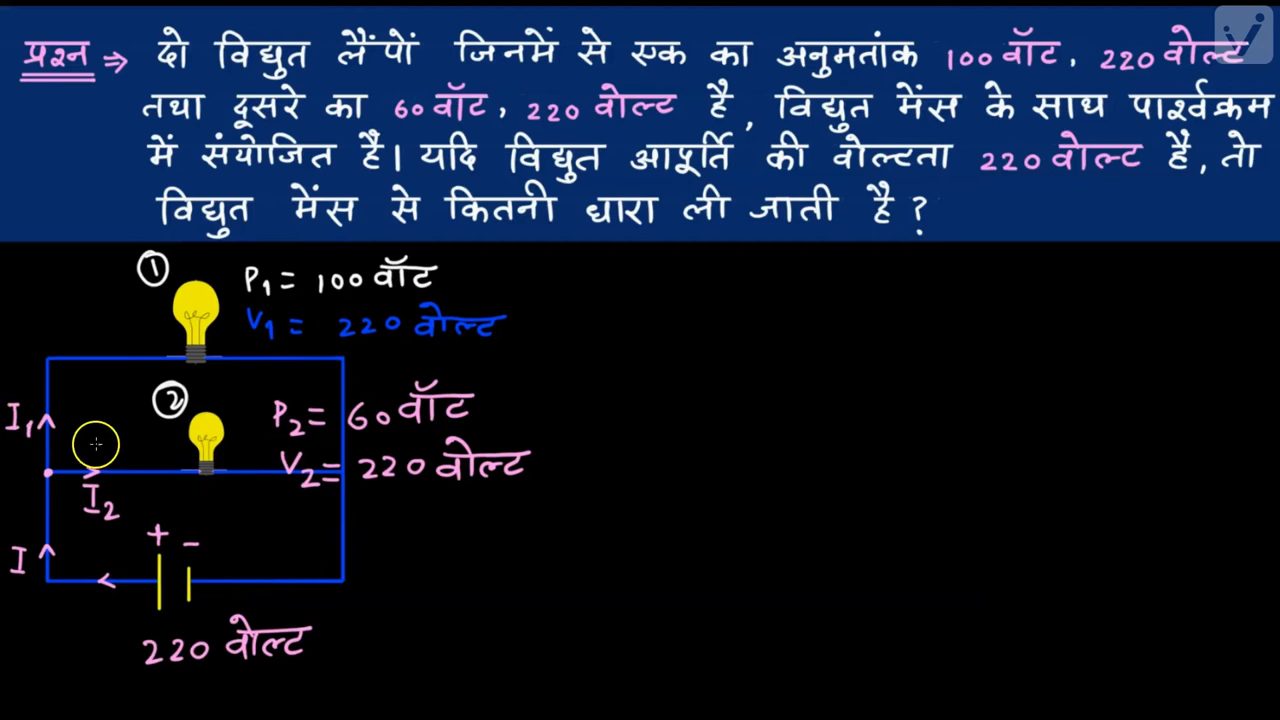 प्रश्न ⇒ दो विद्युत लैंपों जिनमें से एक का अनुमतांक 100 वॉट, 220 वोल्ट
तथा दूसरे का 60 वॉट, 220 वोल्ट है, विद्युत मेंस के साथ पार्श्वक्रम
में संयोजित हैं। यदि विद्युत आपूर्ति की वोल्टता 220 वोल्ट है, तो
विद्युत मेंस से कितनी धारा ली जाती है?
①
P₁ = 100 वॉट
V₁ = 220 वोल्ट
②
P₂ = 60 वॉट
V₂ = 220 वोल्ट
I₁
I₂
I
+ -
220 वोल्ट